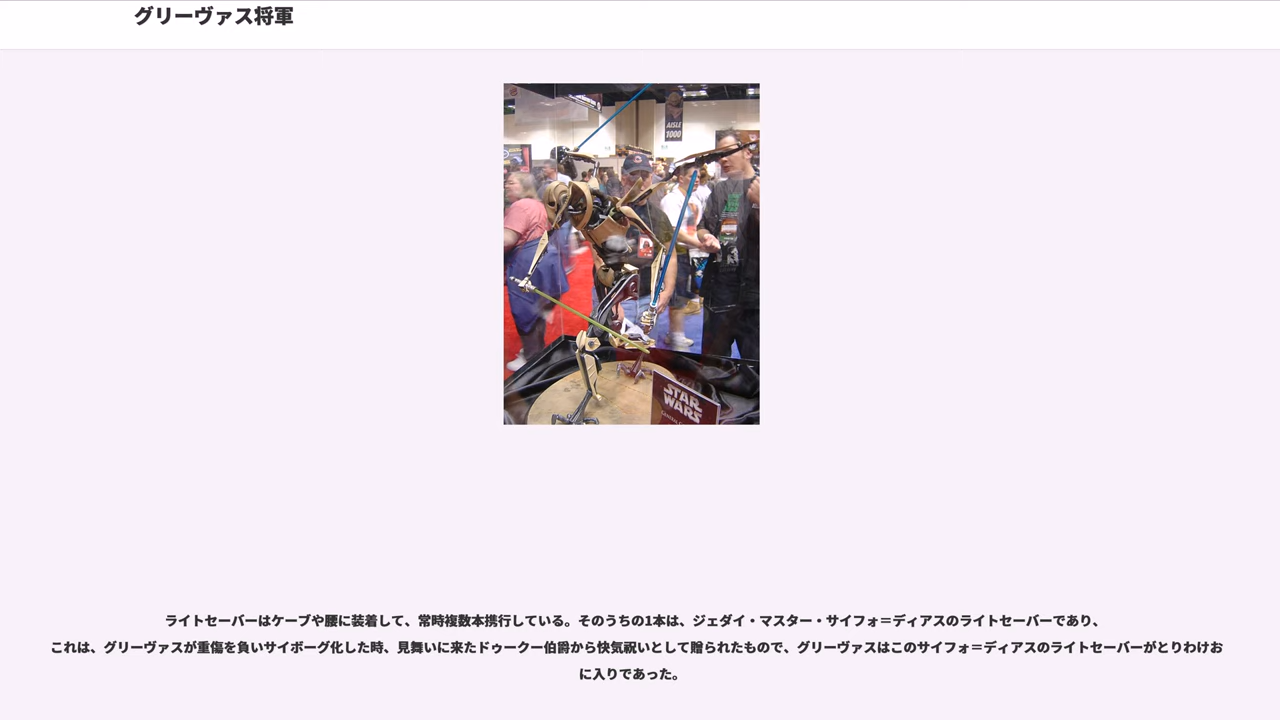 グリーヴァス将軍
AISLE
1000
STAR
WARS
ライトセーバーはケープや腰に装着して、常時複数本携行している。そのうちの1本は、ジェダイ・マスター・サイフォ＝ディアスのライトセーバーであり、
これは、グリーヴァスが重傷を負いサイボーグ化した時、見舞いに来たドゥークー伯爵から快気祝いとして贈られたもので、グリーヴァスはこのサイフォ＝ディアスのライトセーバーがとりわけお
に入りであった。